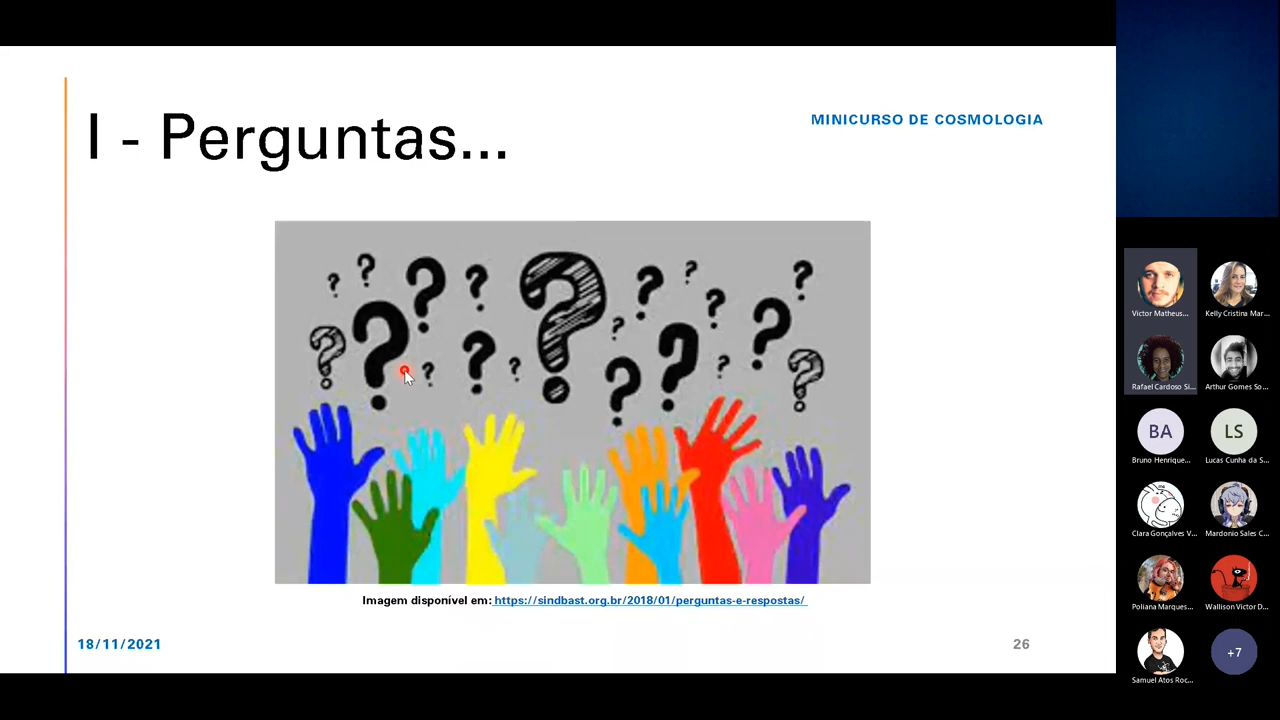 I - Perguntas...
MINICURSO DE COSMOLOGIA
Imagem disponível em: https://sindbast.org.br/2018/01/perguntas-e-respostas/
18/11/2021
26
Victor Matheus...
Kelly Cristina Mar...
Rafael Cardoso Si...
Arthur Gomes So...
BA
LS
Bruno Henrique...
Lucas Cunha da S...
Clara Gonçalves V...
Mardonio Sales C...
Poliana Marques...
Wallison Victor D...
+7
Samuel Atos Roc...